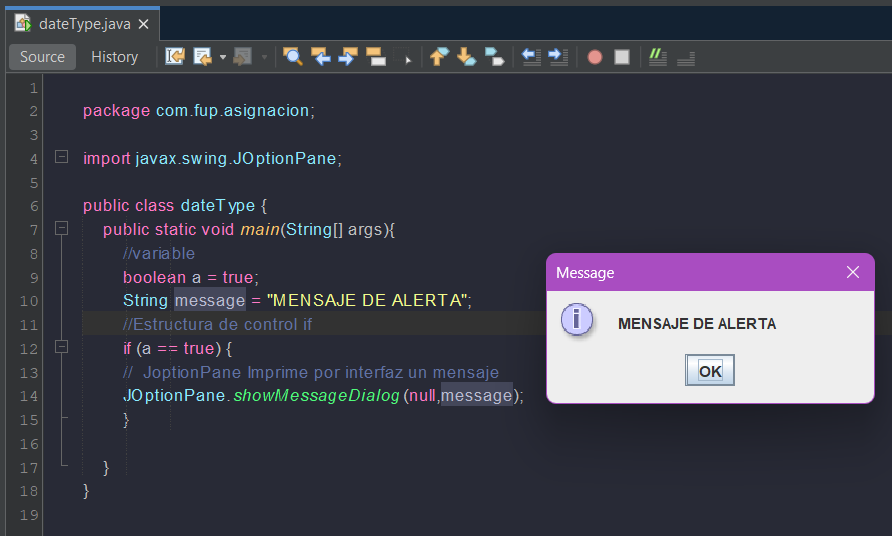 dateType.java
Source History
1
2 package com.fup.asignacion;
3
4 import javax.swing.JOptionPane;
5
6 public class dateType {
7 public static void main(String[] args){
8 //variable
9 boolean a = true;
10 String message = "MENSAJE DE ALERTA";
11 //Estructura de control if
12 if (a == true) {
13 // JoptionPane Imprime por interfaz un mensaje
14 JOptionPane.showMessageDialog(null,message);
15 }
16
17 }
18 }
19
Message
i
MENSAJE DE ALERTA
OK